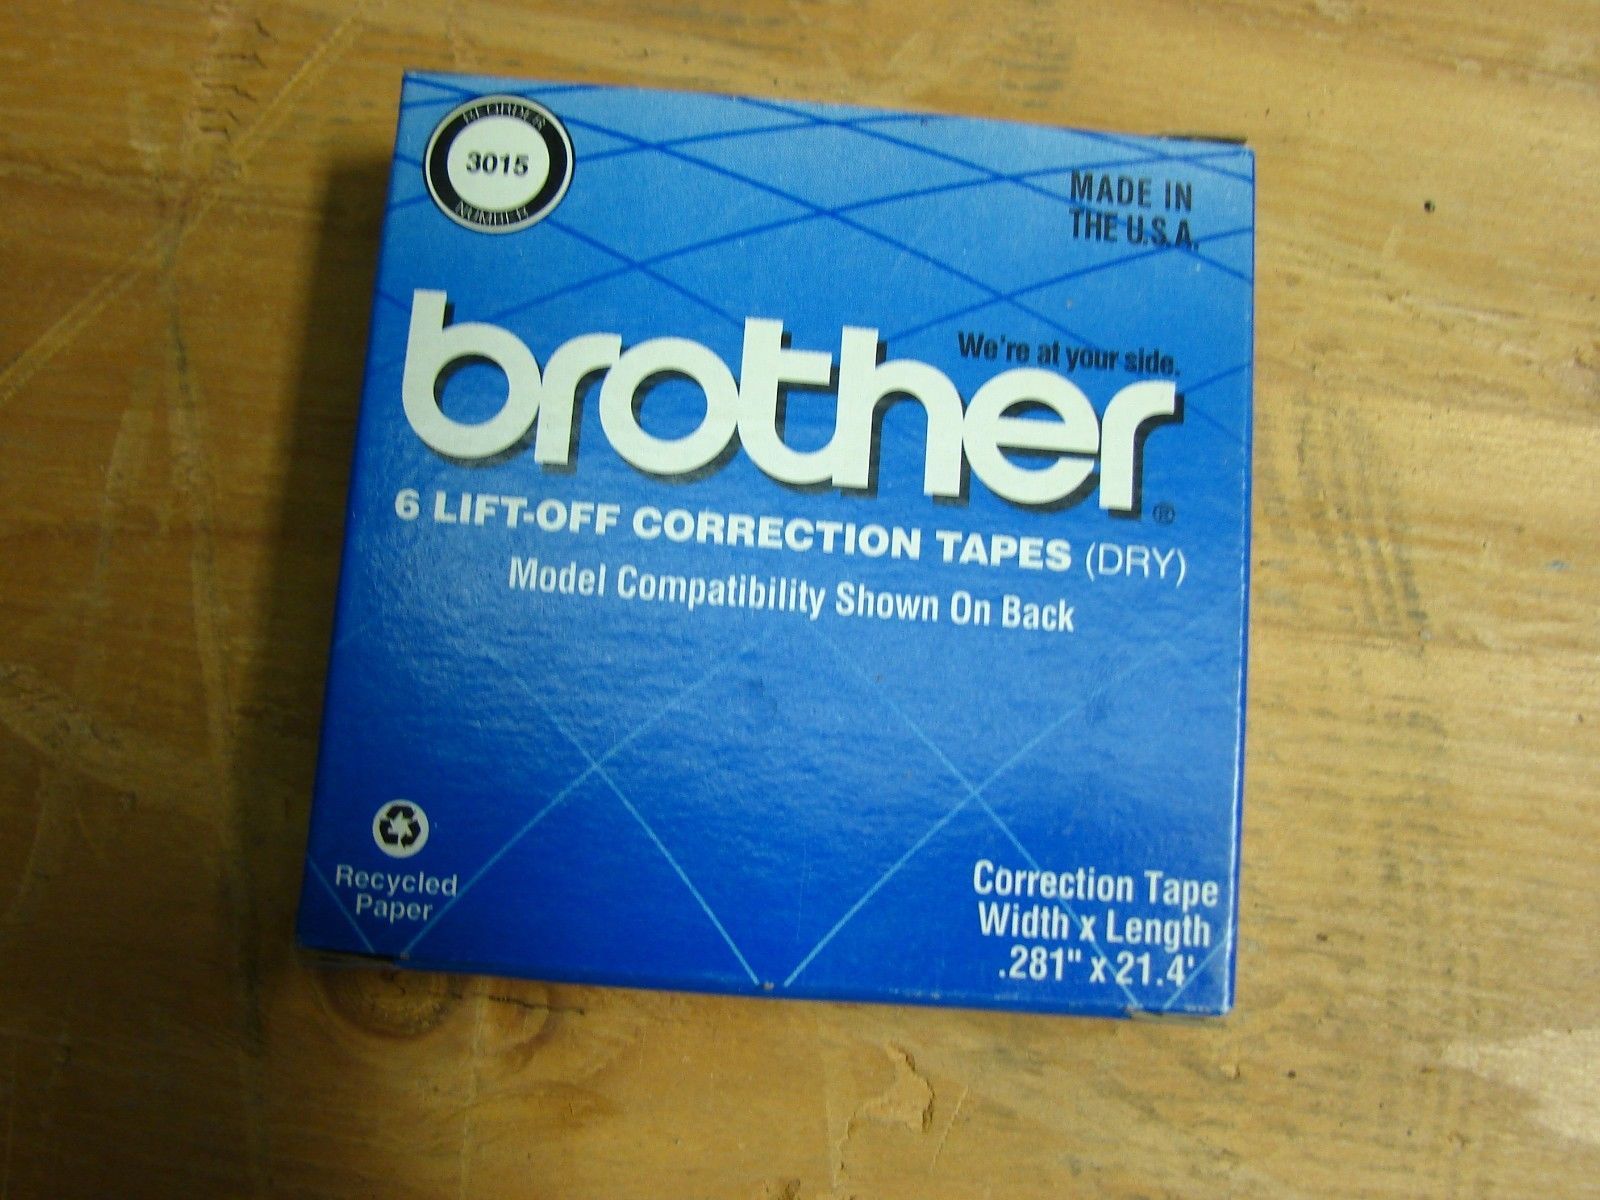 REORDER
3015
NUMBER
MADE IN
THE U.S.A.
We're at your side.
brother®
6 LIFT-OFF CORRECTION TAPES (DRY)
Model Compatibility Shown On Back
Recycled
Paper
Correction Tape
Width x Length
.281" x 21.4'